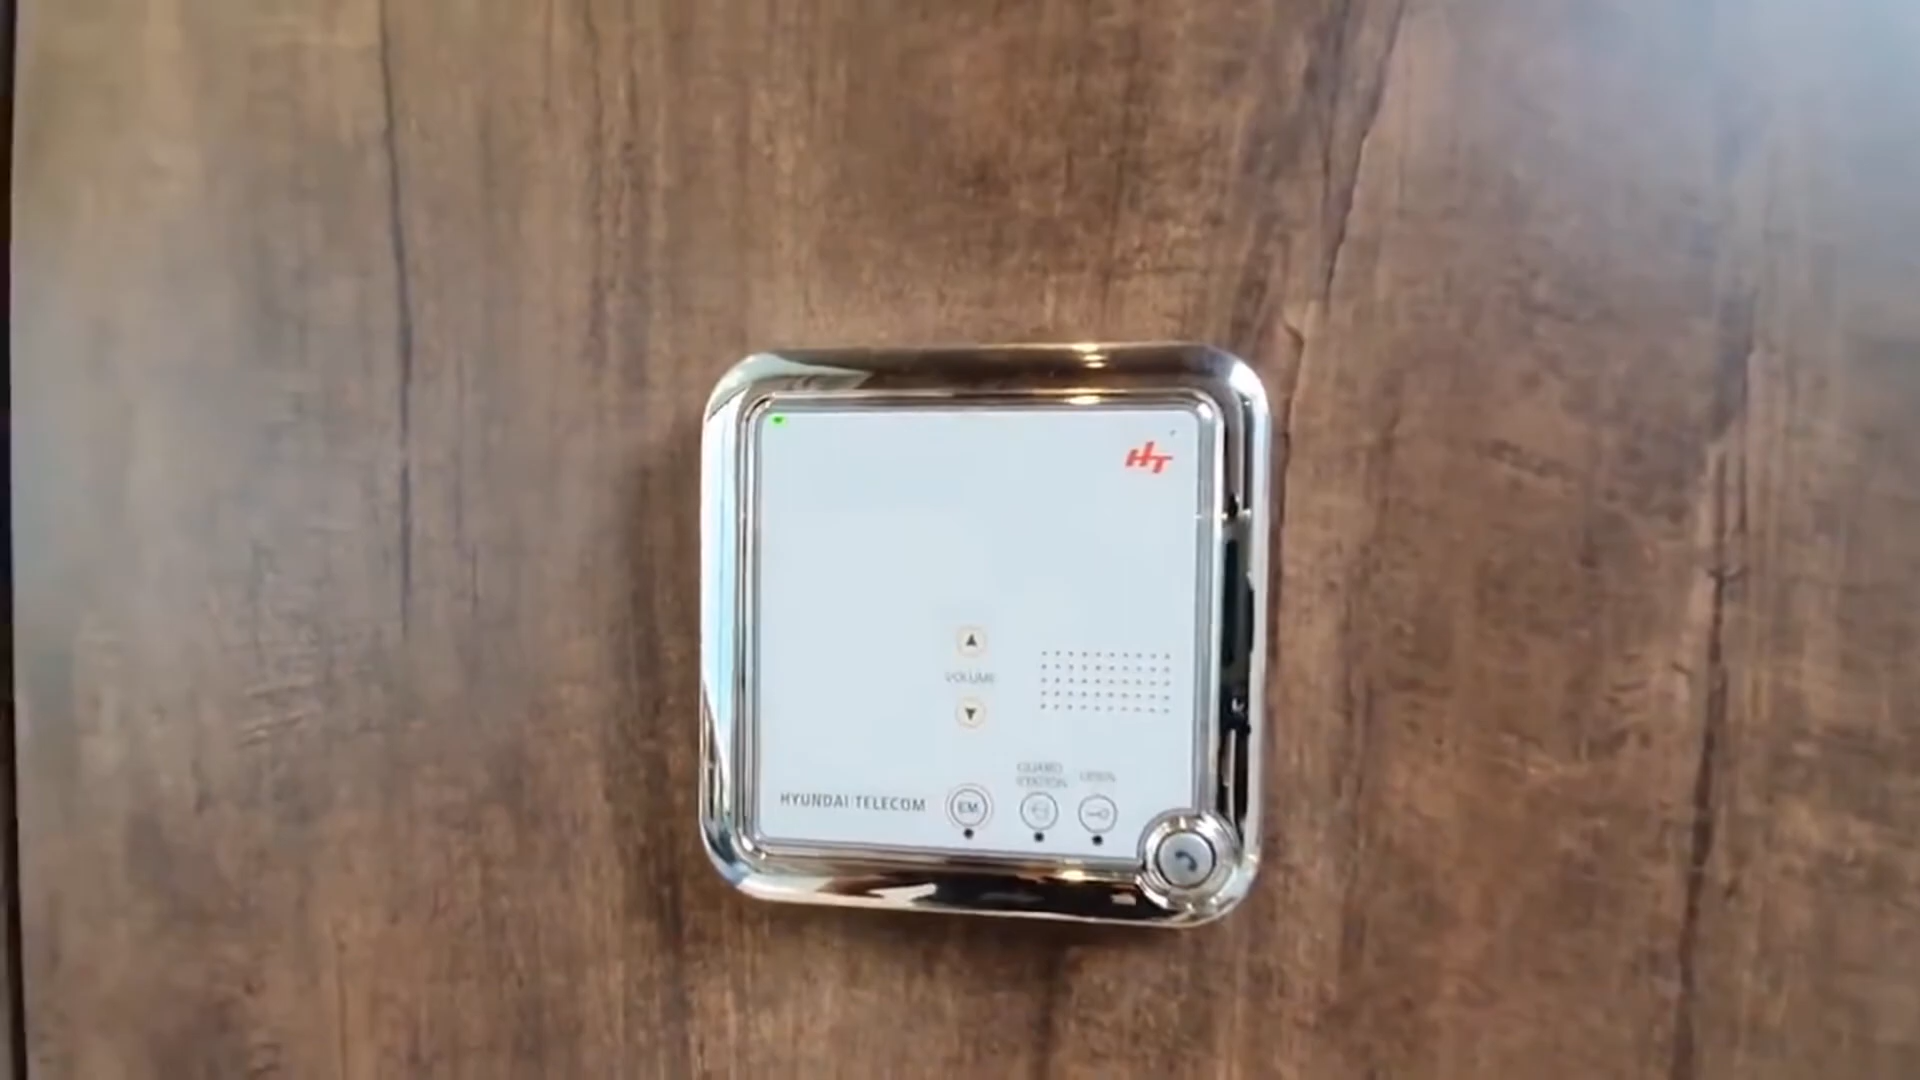 HT
VOLUME
GUARD
STATION
OPEN
HYUNDAI TELECOM
EM